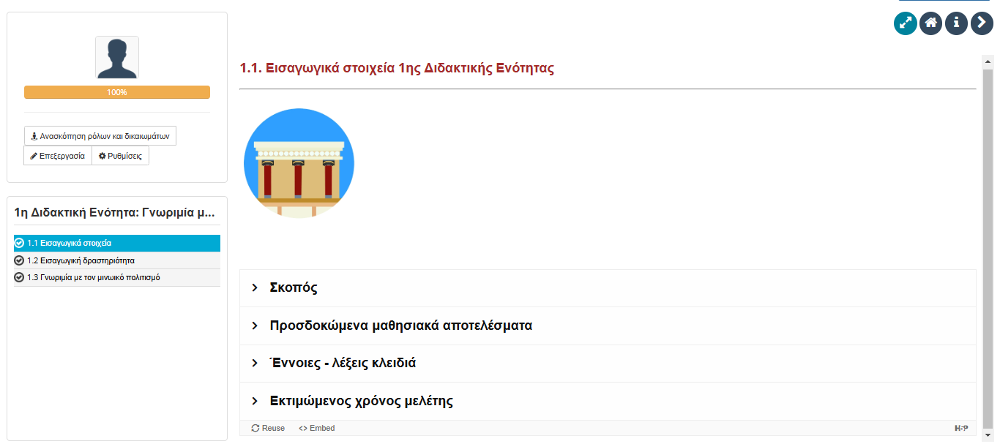 100%
Ανασκόπηση ρόλων και δικαιωμάτων
Επεξεργασία
Ρυθμίσεις
1η Διδακτική Ενότητα: Γνωριμία μ...
1.1 Εισαγωγικά στοιχεία
1.2 Εισαγωγική δραστηριότητα
1.3 Γνωριμία με τον μινωικό πολιτισμό
1.1. Εισαγωγικά στοιχεία 1ης Διδακτικής Ενότητας
Σκοπός
Προσδοκώμενα μαθησιακά αποτελέσματα
Έννοιες - λέξεις κλειδιά
Εκτιμώμενος χρόνος μελέτης
Reuse
<> Embed
H5P